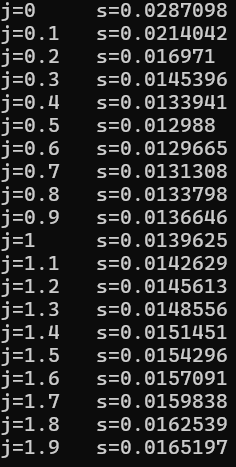 j=0 s=0.0287098
j=0.1 s=0.0214042
j=0.2 s=0.016971
j=0.3 s=0.0145396
j=0.4 s=0.0133941
j=0.5 s=0.012988
j=0.6 s=0.0129665
j=0.7 s=0.0131308
j=0.8 s=0.0133798
j=0.9 s=0.0136646
j=1 s=0.0139625
j=1.1 s=0.0142629
j=1.2 s=0.0145613
j=1.3 s=0.0148556
j=1.4 s=0.0151451
j=1.5 s=0.0154296
j=1.6 s=0.0157091
j=1.7 s=0.0159838
j=1.8 s=0.0162539
j=1.9 s=0.0165197